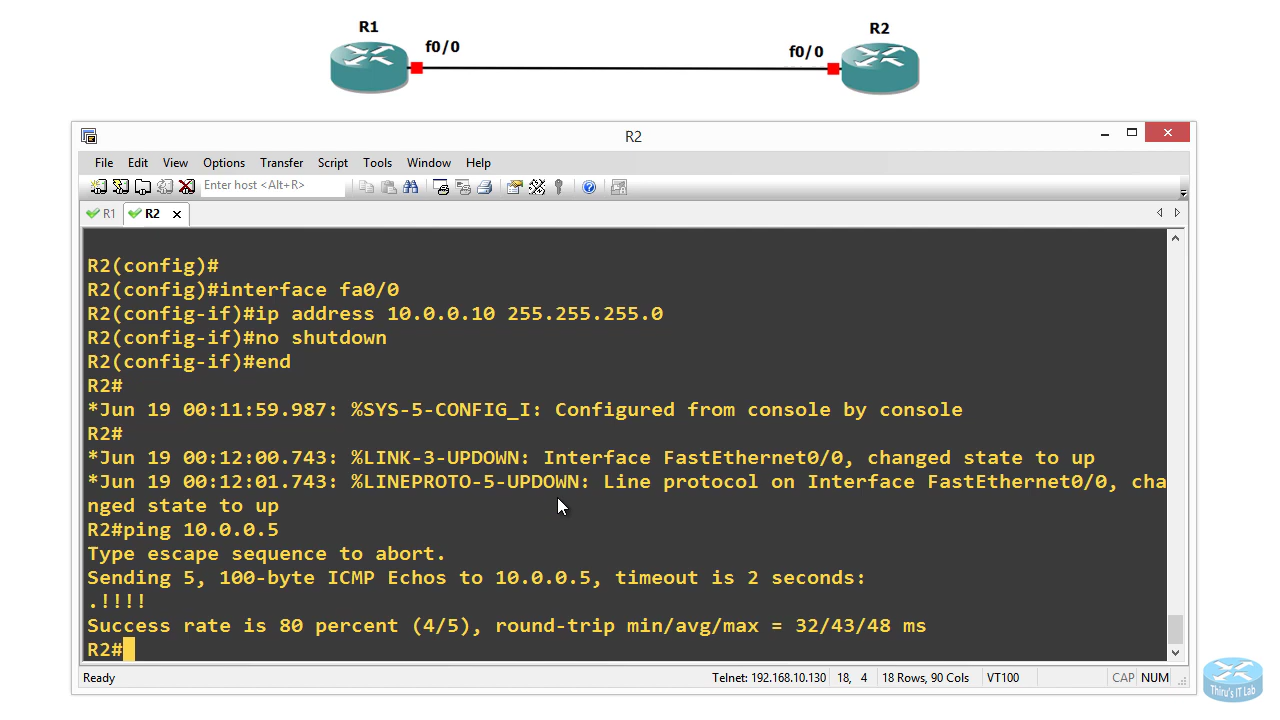 R1
R2
f0/0
f0/0
R2
File Edit View Options Transfer Script Tools Window Help
Enter host <Alt+R>
R1 R2
R2(config)#
R2(config)#interface fa0/0
R2(config-if)#ip address 10.0.0.10 255.255.255.0
R2(config-if)#no shutdown
R2(config-if)#end
R2#
*Jun 19 00:11:59.987: %SYS-5-CONFIG_I: Configured from console by console
R2#
*Jun 19 00:12:00.743: %LINK-3-UPDOWN: Interface FastEthernet0/0, changed state to up
*Jun 19 00:12:01.743: %LINEPROTO-5-UPDOWN: Line protocol on Interface FastEthernet0/0, cha
nged state to up
R2#ping 10.0.0.5
Type escape sequence to abort.
Sending 5, 100-byte ICMP Echos to 10.0.0.5, timeout is 2 seconds:
.!!!!
Success rate is 80 percent (4/5), round-trip min/avg/max = 32/43/48 ms
R2#
Ready Telnet: 192.168.10.130 18, 4 18 Rows, 90 Cols VT100 CAP NUM
Thiru's IT Lab